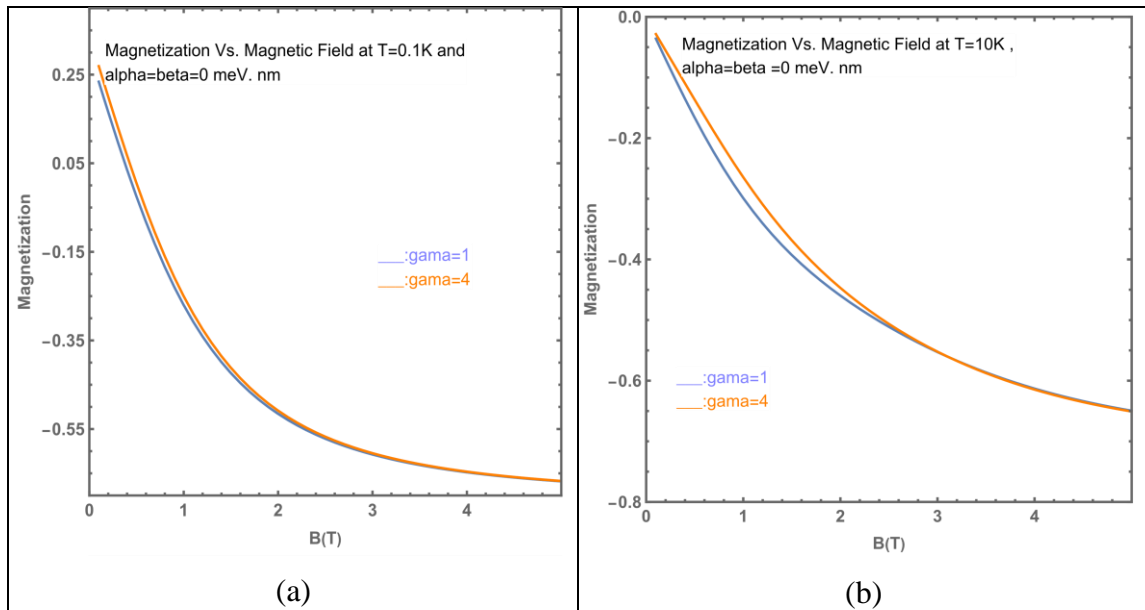 Magnetization Vs. Magnetic Field at T=0.1K and
alpha=beta=0 meV. nm
0.25
0.05
−0.15
−0.35
−0.55
Magnetization
___:gama=1
___:gama=4
0 1 2 3 4
B(T)
(a)
Magnetization Vs. Magnetic Field at T=10K ,
alpha=beta =0 meV. nm
0.0
−0.2
−0.4
−0.6
−0.8
Magnetization
___:gama=1
___:gama=4
0 1 2 3 4
B(T)
(b)